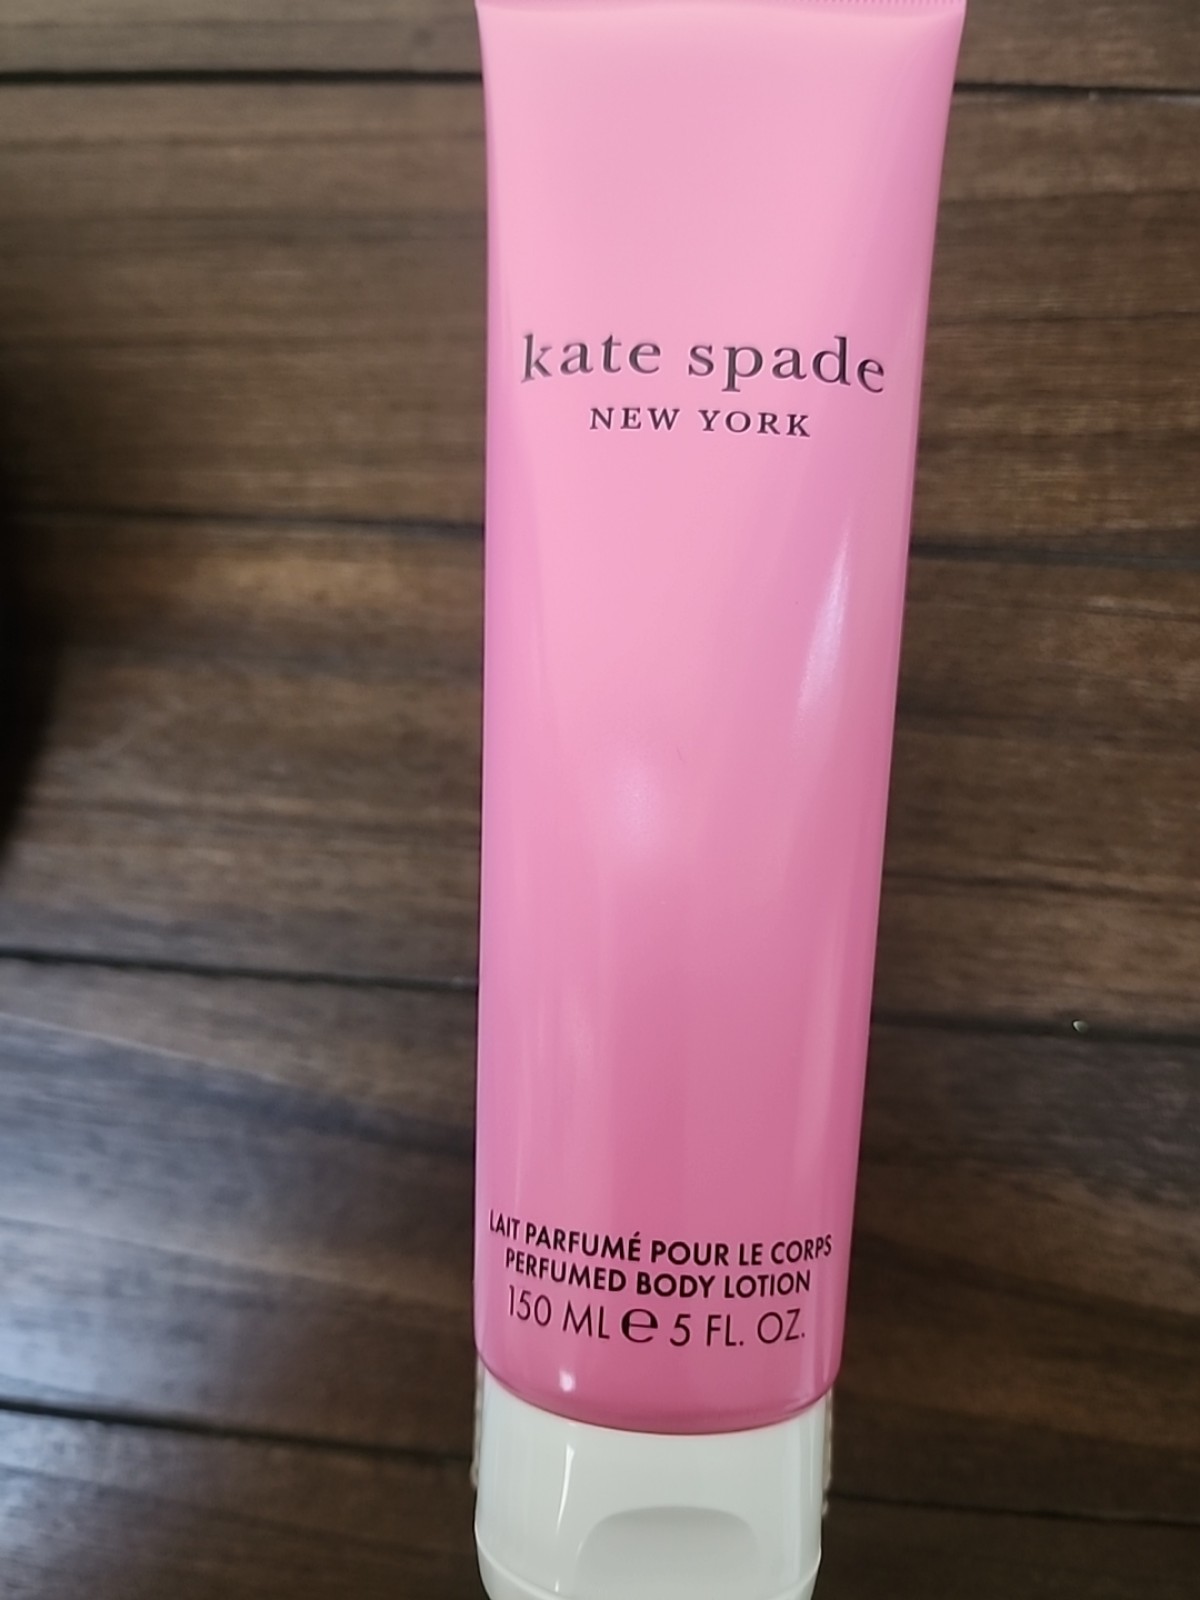 kate spade
NEW YORK
LAIT PARFUMÉ POUR LE CORPS
PERFUMED BODY LOTION
150 ML ℮ 5 FL. OZ.